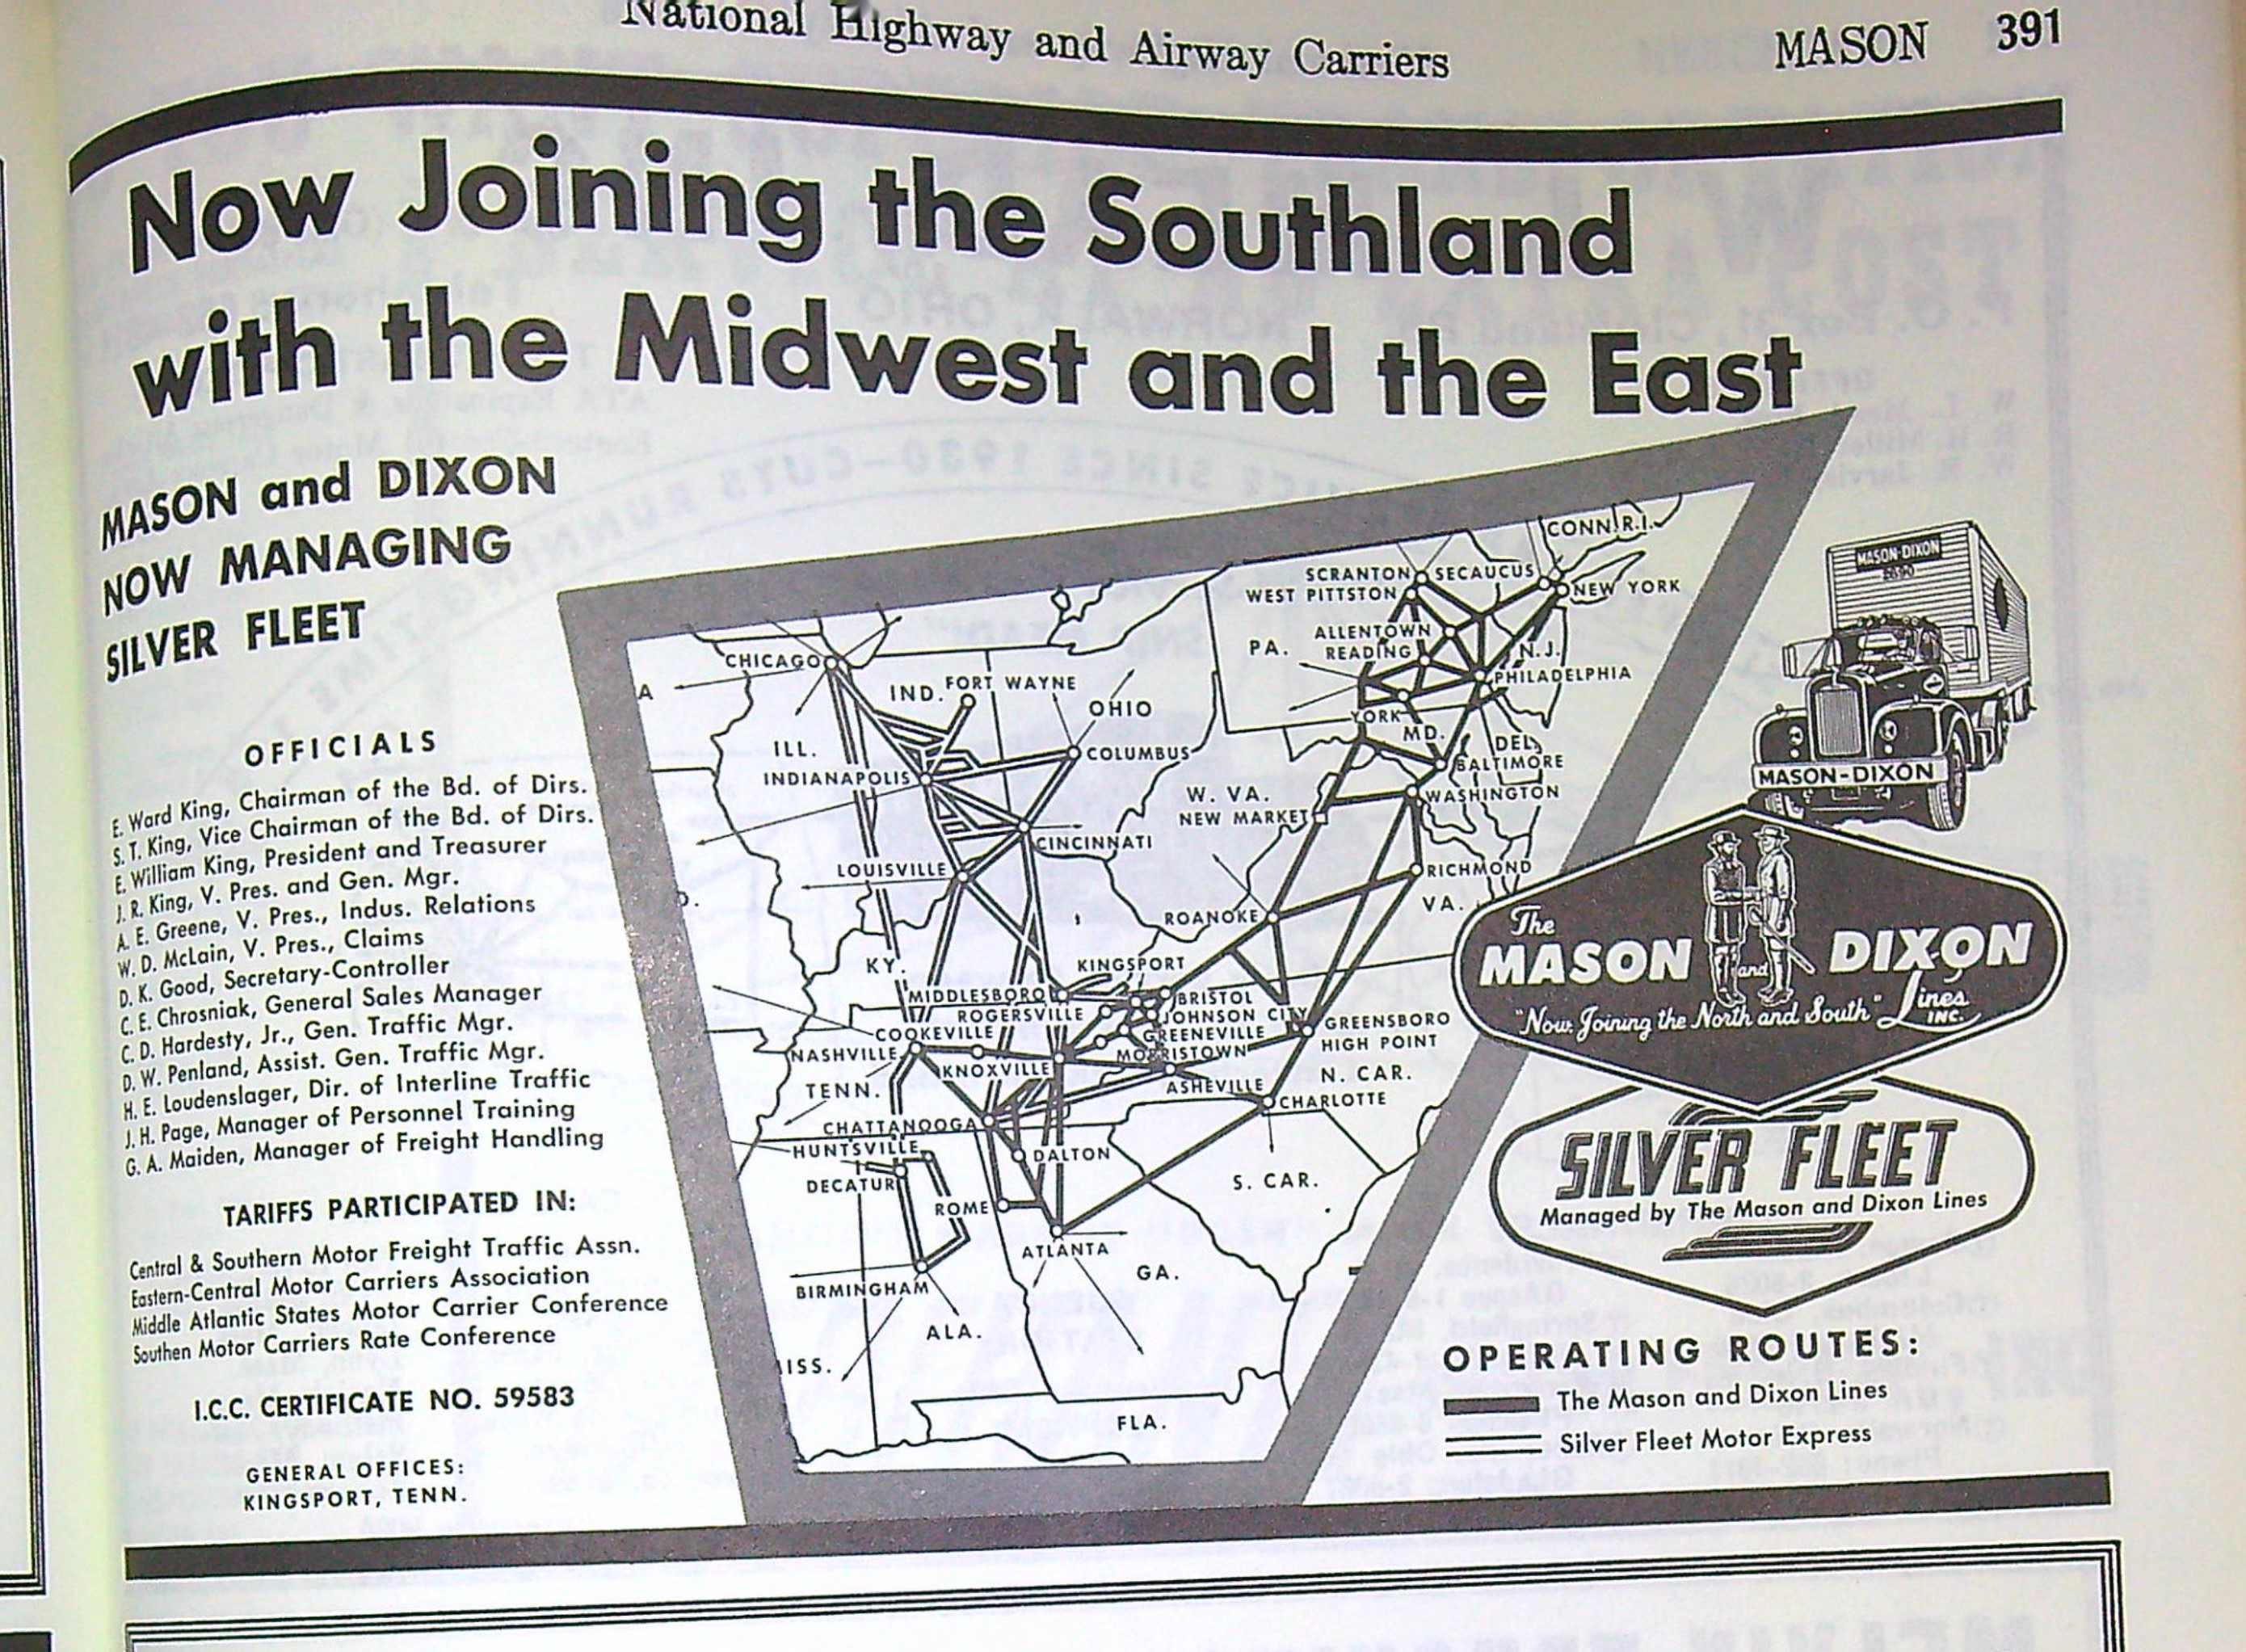 National Highway and Airway Carriers
MASON 391
Now Joining the Southland
with the Midwest and the East
MASON and DIXON
NOW MANAGING
SILVER FLEET
OFFICIALS
E. Ward King, Chairman of the Bd. of Dirs.
S. T. King, Vice Chairman of the Bd. of Dirs.
E. William King, President and Treasurer
J. R. King, V. Pres. and Gen. Mgr.
A. E. Greene, V. Pres., Indus. Relations
W. D. McLain, V. Pres., Claims
D. K. Good, Secretary-Controller
C. E. Chrosniak, General Sales Manager
C. D. Hardesty, Jr., Gen. Traffic Mgr.
D. W. Penland, Assist. Gen. Traffic Mgr.
H. E. Loudenslager, Dir. of Interline Traffic
J. H. Page, Manager of Personnel Training
G. A. Maiden, Manager of Freight Handling
TARIFFS PARTICIPATED IN:
Central & Southern Motor Freight Traffic Assn.
Eastern-Central Motor Carriers Association
Middle Atlantic States Motor Carrier Conference
Southen Motor Carriers Rate Conference
I.C.C. CERTIFICATE NO. 59583
GENERAL OFFICES:
KINGSPORT, TENN.
CONN. R.I.
SCRANTON SECAUCUS
WEST PITTSTON
NEW YORK
ALLENTOWN
PA.
READING
N. J.
PHILADELPHIA
CHICAGO
A
IND. FORT WAYNE
OHIO
YORK
MD.
DEL.
ILL.
COLUMBUS
BALTIMORE
INDIANAPOLIS
W. VA.
WASHINGTON
NEW MARKET
CINCINNATI
LOUISVILLE
RICHMOND
O.
VA.
ROANOKE
KY.
KINGSPORT
MIDDLESBORO
BRISTOL
ROGERSVILLE
JOHNSON CITY
COOKEVILLE
GREENEVILLE
GREENSBORO
HIGH POINT
NASHVILLE
MORRISTOWN
KNOXVILLE
N. CAR.
TENN.
ASHEVILLE
CHARLOTTE
CHATTANOOGA
HUNTSVILLE
DALTON
DECATUR
S. CAR.
ROME
ATLANTA
GA.
BIRMINGHAM
ALA.
ISS.
FLA.
MASON-DIXON
MASON-DIXON
The
MASON and DIXON
Lines
INC.
"Now Joining the North and South"
SILVER FLEET
Managed by The Mason and Dixon Lines
OPERATING ROUTES:
The Mason and Dixon Lines
Silver Fleet Motor Express